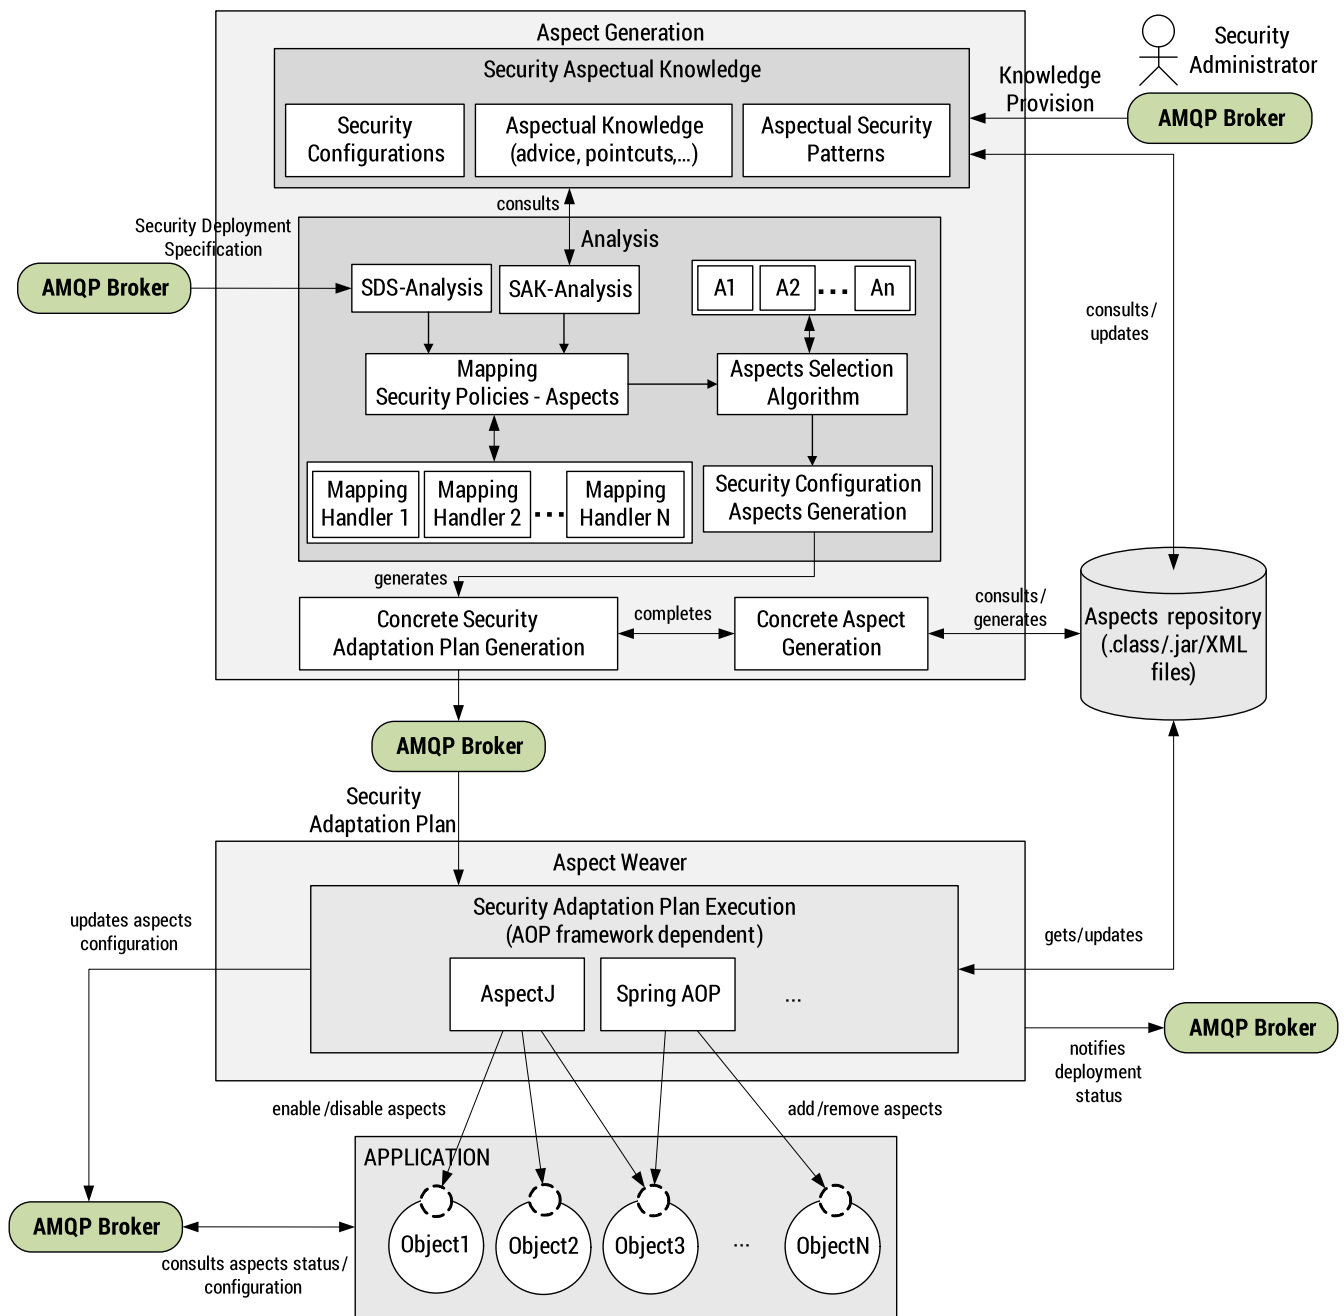 Aspect Generation
Security Aspectual Knowledge
Security
Configurations
Aspectual Knowledge
(advice, pointcuts,...)
Aspectual Security
Patterns
Security
Administrator
Knowledge
Provision
AMQP Broker
consults
Security Deployment
Specification
AMQP Broker
Analysis
SDS-Analysis
SAK-Analysis
A1
A2
...
An
Mapping
Security Policies - Aspects
Aspects Selection
Algorithm
consults/
updates
Mapping
Handler 1
Mapping
Handler 2
...
Mapping
Handler N
Security Configuration
Aspects Generation
generates
Concrete Security
Adaptation Plan Generation
completes
Concrete Aspect
Generation
consults/
generates
Aspects repository
(.class/.jar/XML
files)
AMQP Broker
Security
Adaptation Plan
Aspect Weaver
Security Adaptation Plan Execution
(AOP framework dependent)
AspectJ
Spring AOP
...
updates aspects
configuration
gets/updates
AMQP Broker
notifies
deployment
status
enable/disable aspects
add/remove aspects
APPLICATION
Object1
Object2
Object3
...
ObjectN
AMQP Broker
consults aspects status/
configuration